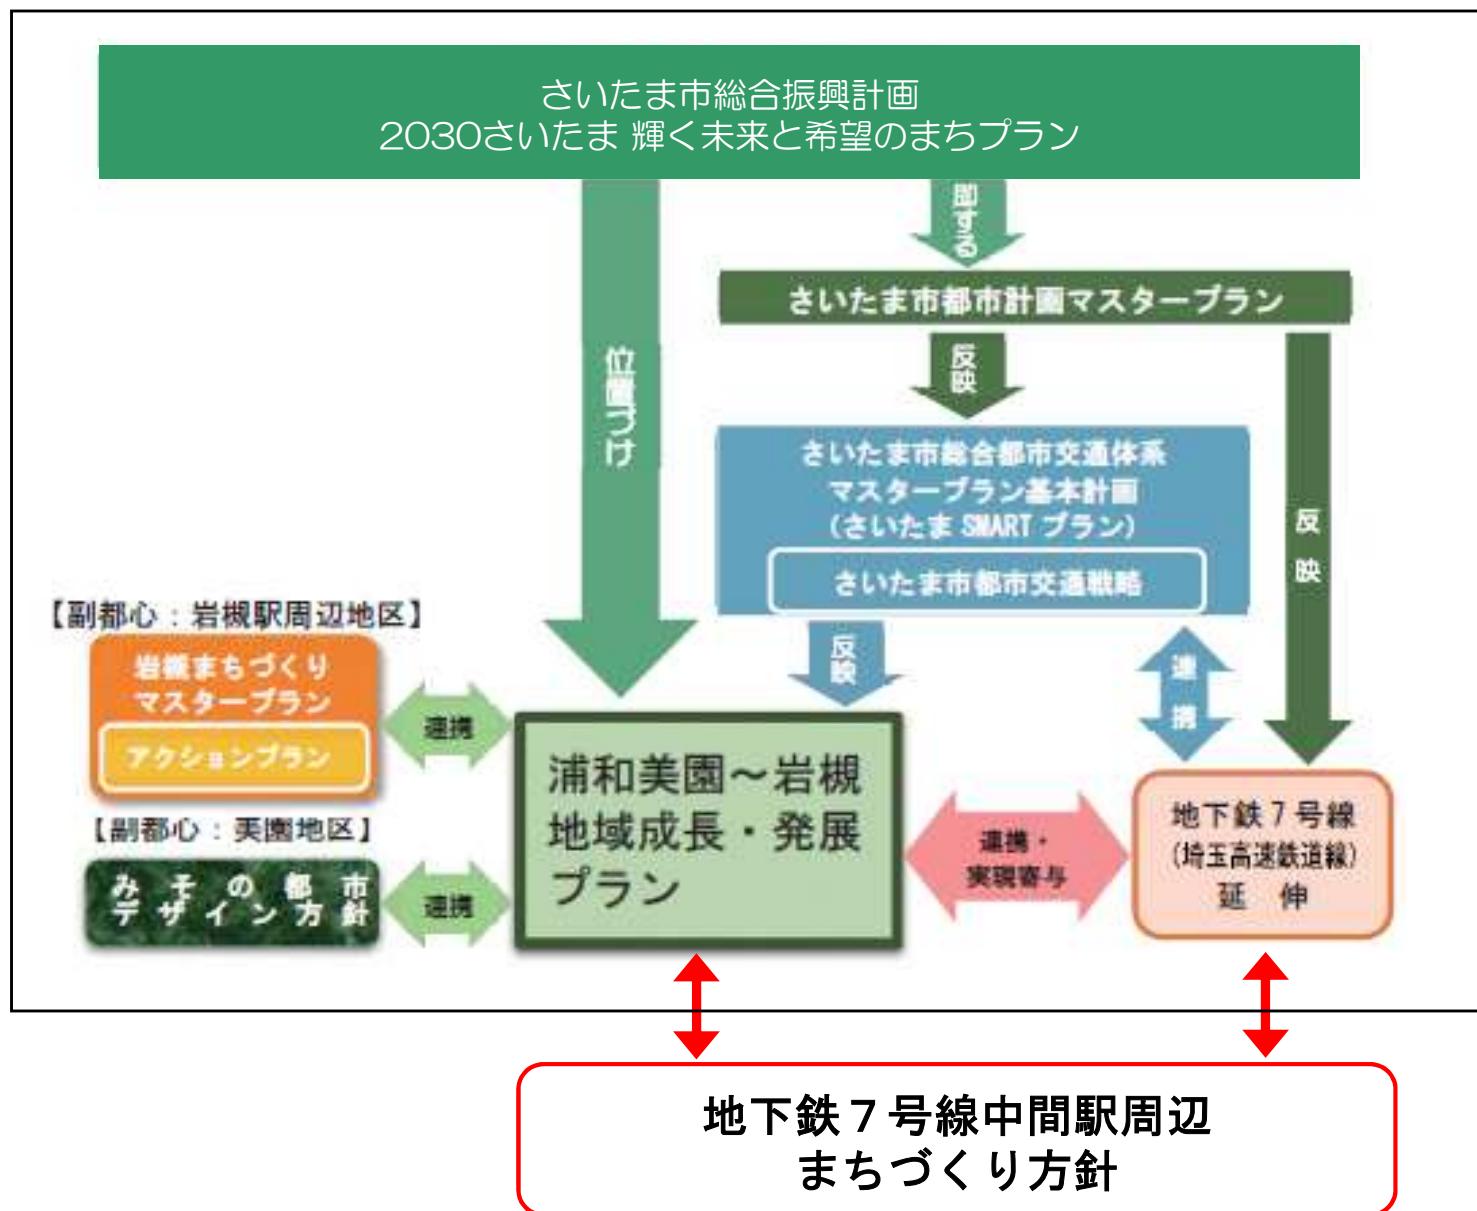 さいたま市総合振興計画
2030さいたま 輝く未来と希望のまちプラン
即する
さいたま市都市計画マスタープラン
位置づけ
反映
反映
さいたま市総合都市交通体系
マスタープラン基本計画
(さいたま SMART プラン)
さいたま市都市交通戦略
反映
連携
【副都心：岩槻駅周辺地区】
岩槻まちづくり
マスタープラン
アクションプラン
連携
【副都心：美園地区】
みその都市
デザイン方針
連携
浦和美園～岩槻
地域成長・発展
プラン
連携・
実現寄与
地下鉄７号線
(埼玉高速鉄道線)
延 伸
地下鉄７号線中間駅周辺
まちづくり方針